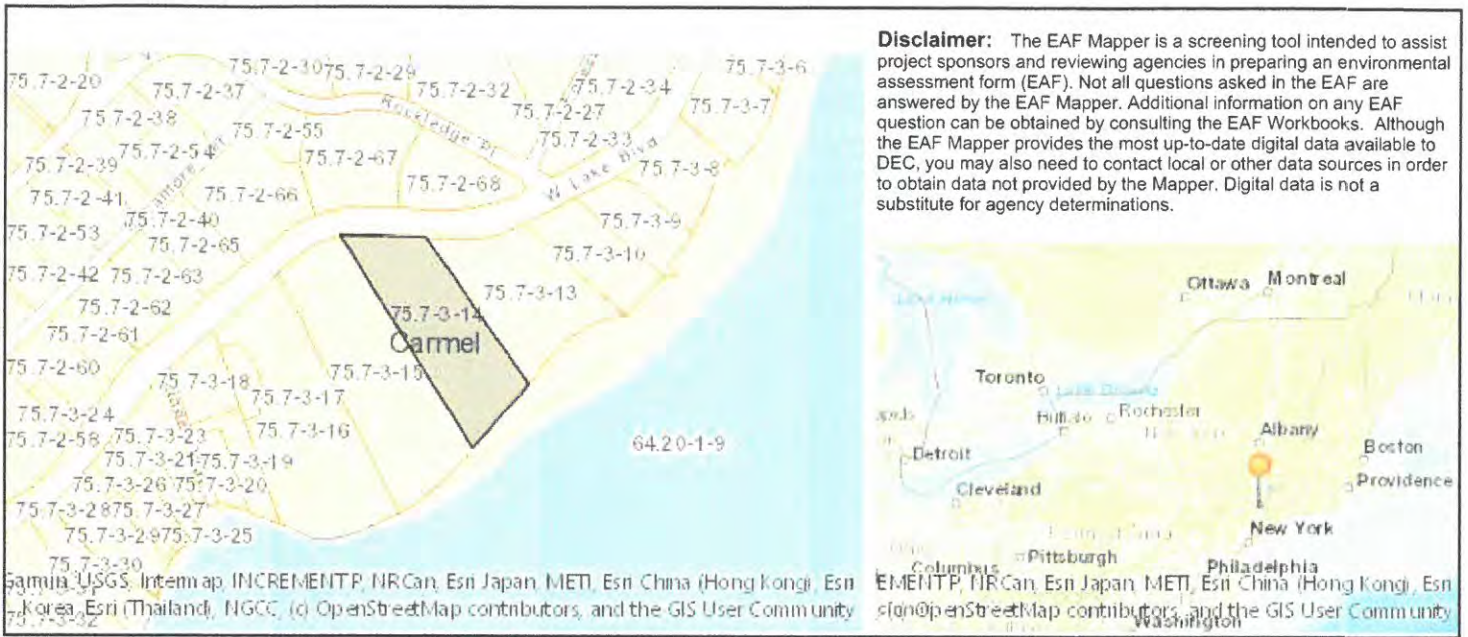 Disclaimer: The EAF Mapper is a screening tool intended to assist
project sponsors and reviewing agencies in preparing an environmental
assessment form (EAF). Not all questions asked in the EAF are
answered by the EAF Mapper. Additional information on any EAF
question can be obtained by consulting the EAF Workbooks. Although
the EAF Mapper provides the most up-to-date digital data available to
DEC, you may also need to contact local or other data sources in order
to obtain data not provided by the Mapper. Digital data is not a
substitute for agency determinations.
75.7-2-20
75.7-2-30
75.7-2-29
75.7-3-6
75.7-2-37
75.7-2-32
75.7-2-34
75.7-2-27
75.7-3-7
75.7-2-38
Rockledge Pl
75.7-2-55
75.7-2-33
75.7-2-54
75.7-2-39
75.7-2-67
W Lake Blvd
75.7-3-8
75.7-2-68
75.7-2-41
75.7-2-66
75.7-2-40
75.7-3-9
75.7-2-53
75.7-2-65
75.7-3-10
75.7-2-42
75.7-2-63
75.7-3-13
75.7-2-62
75.7-3-14
75.7-2-61
Carmel
75.7-2-60
75.7-3-15
75.7-3-18
75.7-3-17
75.7-3-24
75.7-3-16
75.7-2-58
75.7-3-23
64.20-1-9
75.7-3-21
75.7-3-19
75.7-3-26
75.7-3-20
75.7-3-28
75.7-3-27
75.7-3-29
75.7-3-25
75.7-3-30
75.7-3-32
Garmin, USGS, Intermap, INCREMENT P, NRCan, Esri Japan, METI, Esri China (Hong Kong), Esri
Korea, Esri (Thailand), NGCC, (c) OpenStreetMap contributors, and the GIS User Community
Ottawa
Montreal
Toronto
Lake Ontario
Buffalo
Rochester
Albany
Detroit
Boston
Cleveland
Providence
New York
Pittsburgh
Columbus
Philadelphia
EMENT P, NRCan, Esri Japan, METI, Esri China (Hong Kong), Esri
OpenStreetMap contributors, and the GIS User Community
Washington